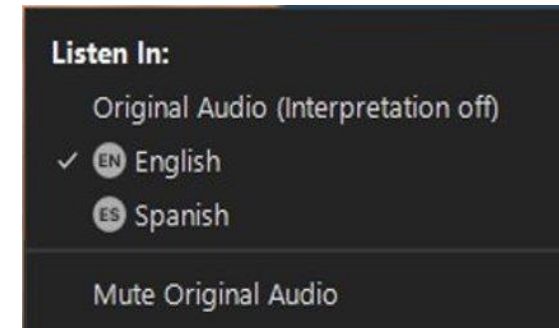 Listen In:
Original Audio (Interpretation off)
EN English
ES Spanish
Mute Original Audio